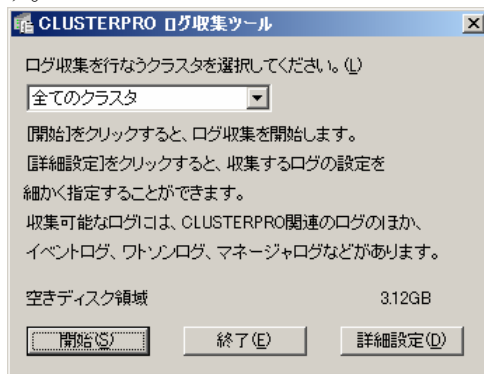 CLUSTERPRO ログ収集ツール
ログ収集を行なうクラスタを選択してください。(L)
全てのクラスタ
[開始]をクリックすると、ログ収集を開始します。
[詳細設定]をクリックすると、収集するログの設定を
細かく指定することができます。
収集可能なログには、CLUSTERPRO関連のログのほか、
イベントログ、ワトソンログ、マネージャログなどがあります。
空きディスク領域 3.12GB
開始(S) 終了(E) 詳細設定(D)